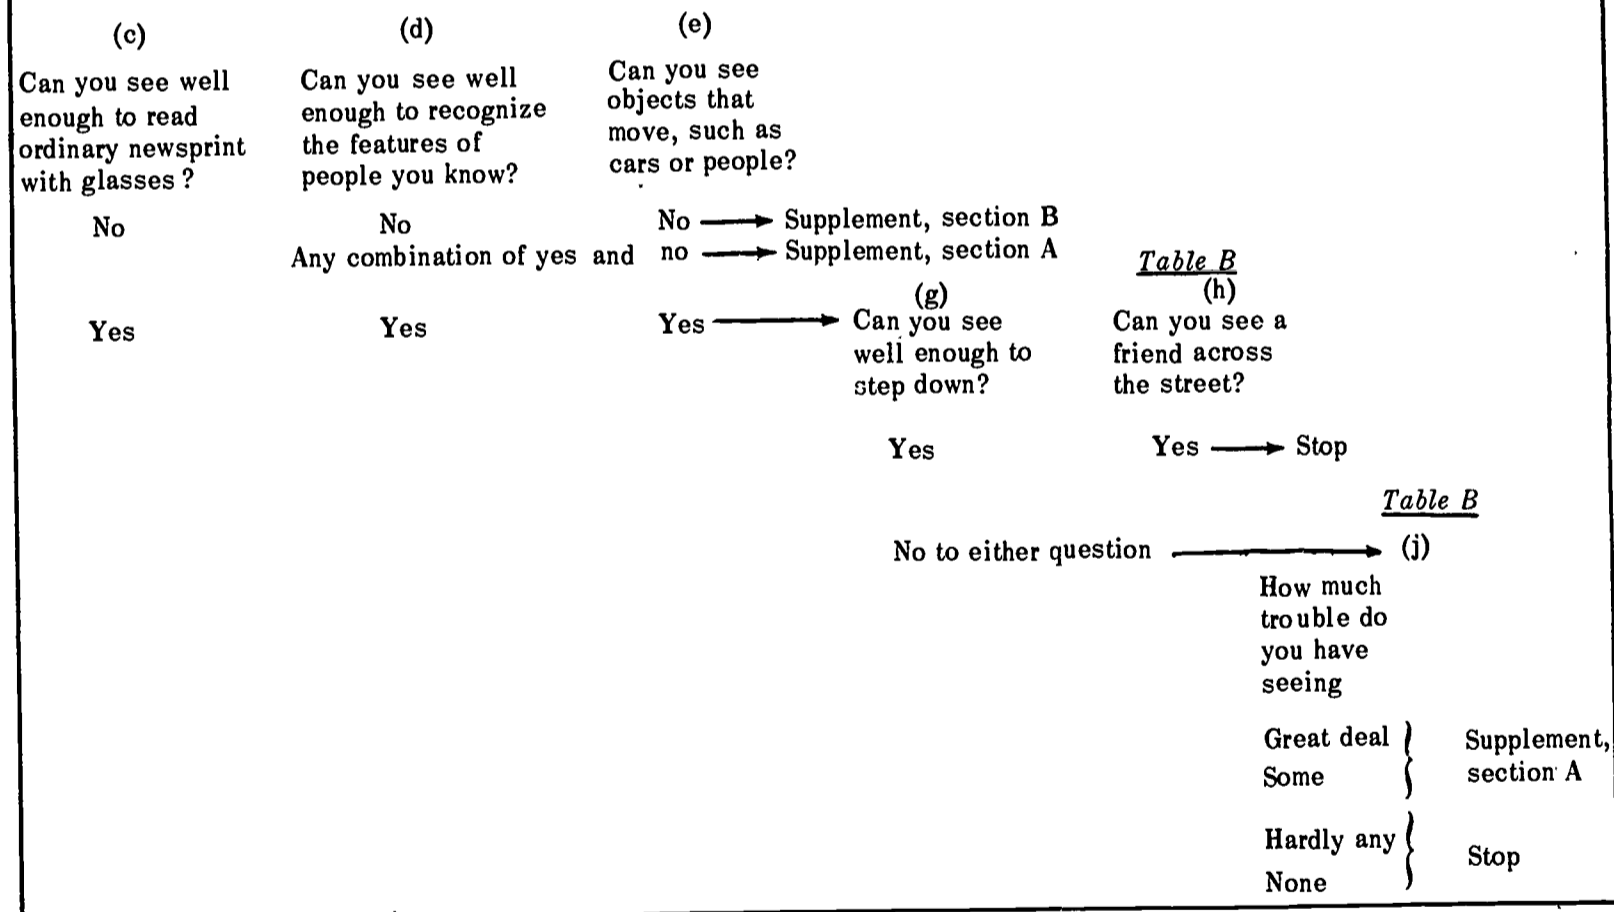 (c)
Can you see well
enough to read
ordinary newsprint
with glasses?
(d)
Can you see well
enough to recognize
the features of
people you know?
(e)
Can you see
objects that
move, such as
cars or people?
No No No → Supplement, section B
Any combination of yes and no → Supplement, section A
Yes Yes Yes →
(g)
Can you see
well enough to
step down?
Table B
(h)
Can you see a
friend across
the street?
Yes Yes → Stop
Table B
No to either question → (j)
How much
trouble do
you have
seeing
Great deal
Some
Supplement,
section A
Hardly any
None
Stop